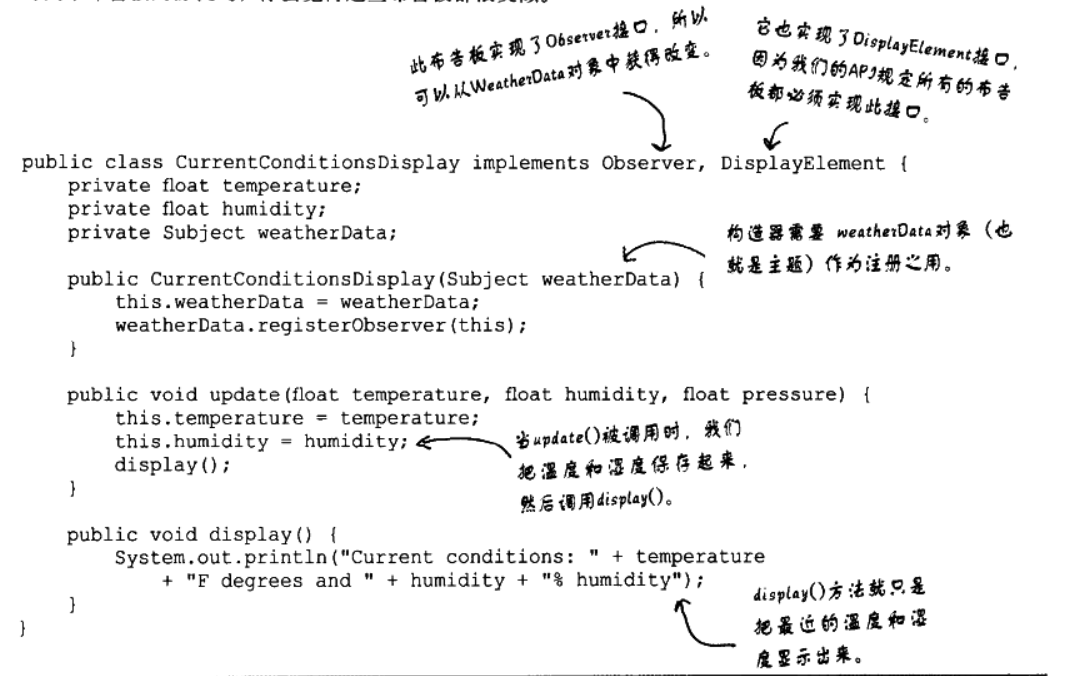 此布告板实现了Observer接口，所以
可以从WeatherData对象中获得改变。
它也实现了DisplayElement接口，
因为我们的API规定所有的布告
板都必须实现此接口。
public class CurrentConditionsDisplay implements Observer, DisplayElement {
private float temperature;
private float humidity;
private Subject weatherData;
构造器需要 weatherData对象（也
就是主题）作为注册之用。
public CurrentConditionsDisplay(Subject weatherData) {
this.weatherData = weatherData;
weatherData.registerObserver(this);
}
public void update(float temperature, float humidity, float pressure) {
this.temperature = temperature;
this.humidity = humidity;
display();
}
当update()被调用时，我们
把温度和湿度保存起来，
然后调用display()。
public void display() {
System.out.println("Current conditions: " + temperature
+ "F degrees and " + humidity + "% humidity");
}
}
display()方法就只是
把最近的温度和湿
度显示出来。